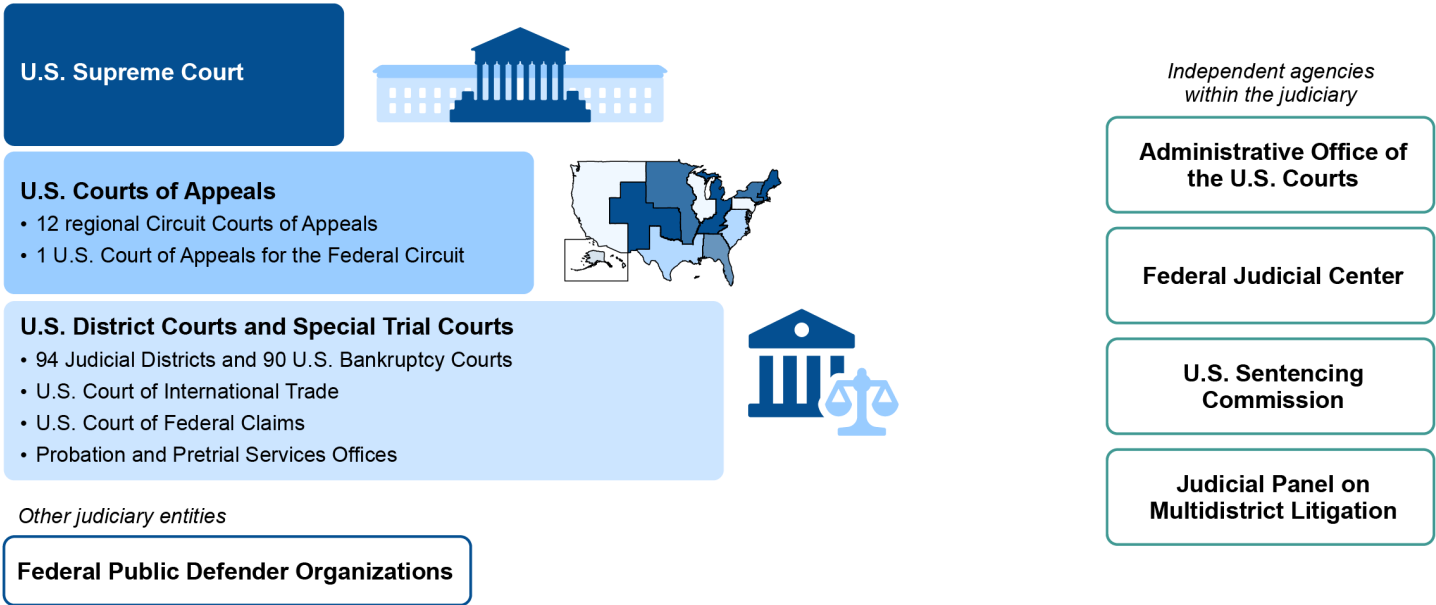 U.S. Supreme Court
U.S. Courts of Appeals
• 12 regional Circuit Courts of Appeals
• 1 U.S. Court of Appeals for the Federal Circuit
U.S. District Courts and Special Trial Courts
• 94 Judicial Districts and 90 U.S. Bankruptcy Courts
• U.S. Court of International Trade
• U.S. Court of Federal Claims
• Probation and Pretrial Services Offices
Other judiciary entities
Federal Public Defender Organizations
Independent agencies
within the judiciary
Administrative Office of
the U.S. Courts
Federal Judicial Center
U.S. Sentencing
Commission
Judicial Panel on
Multidistrict Litigation